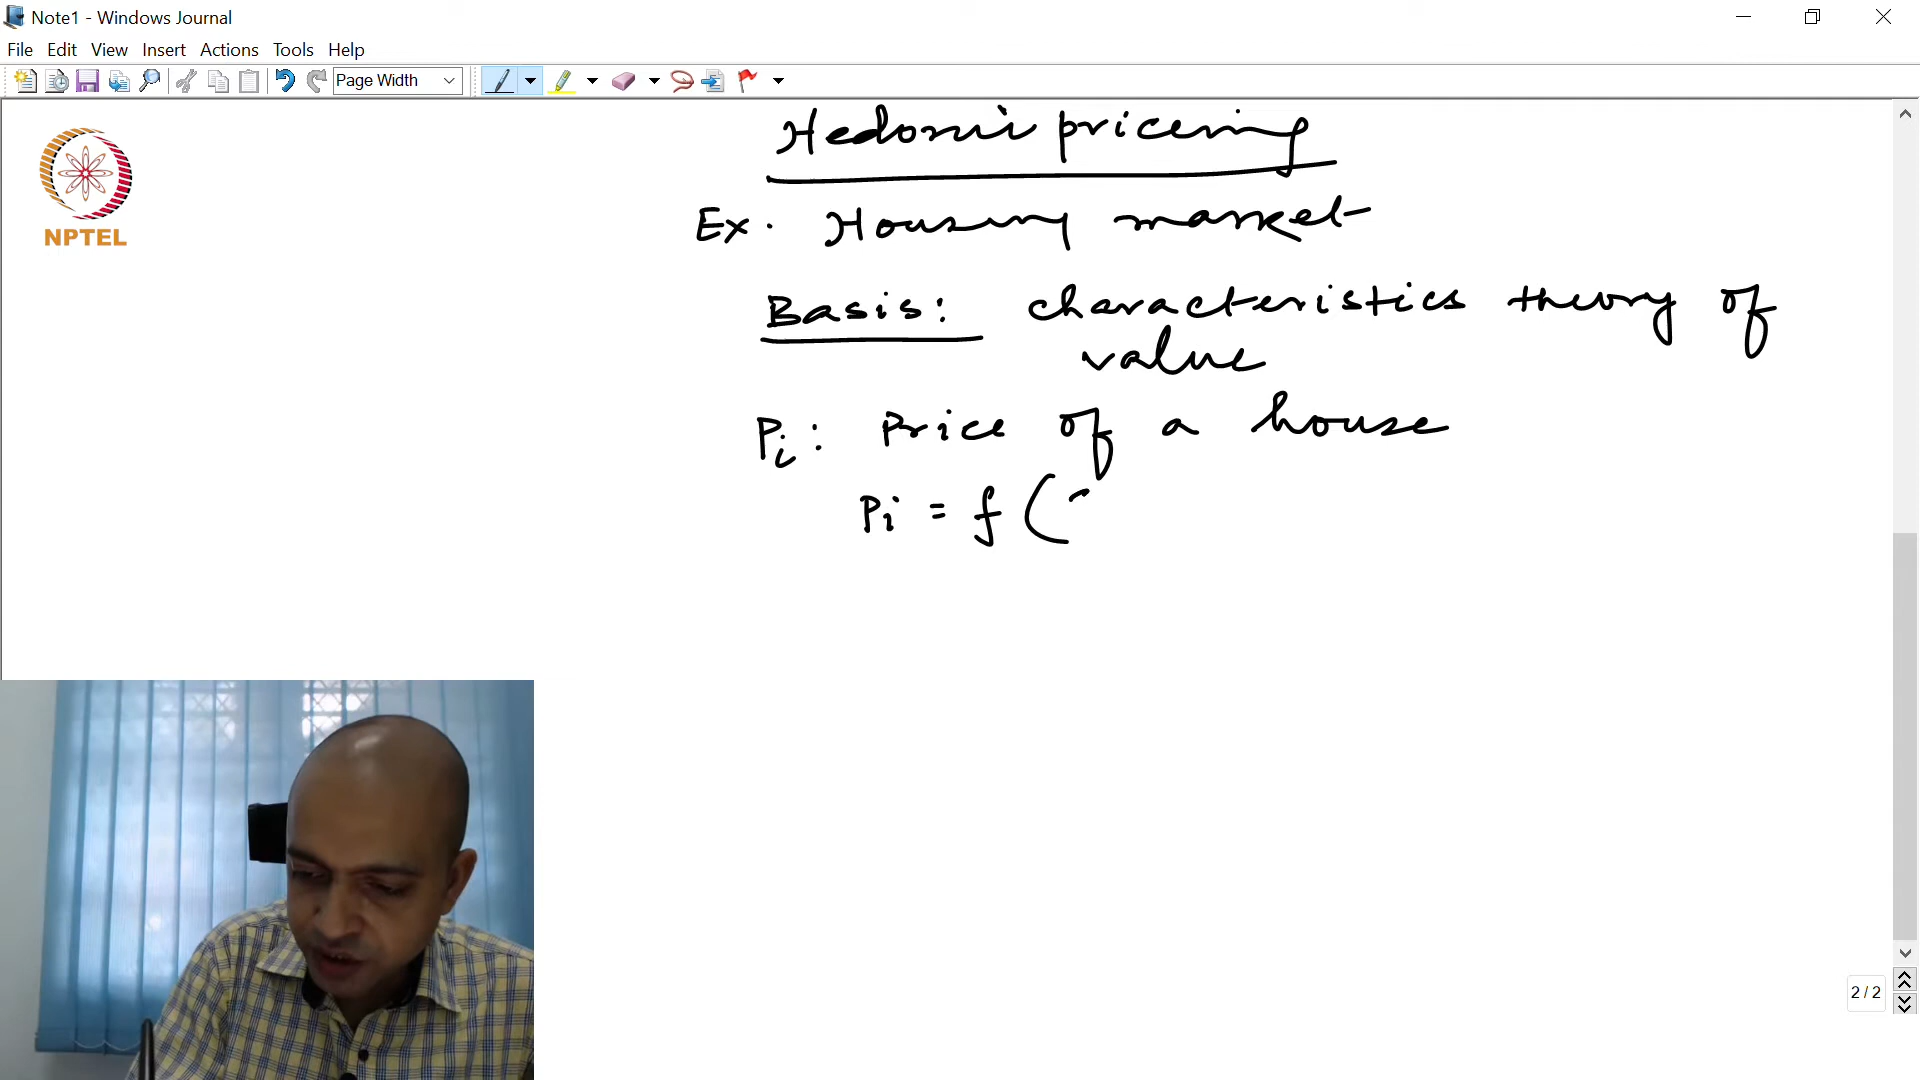 Note1 - Windows Journal
File Edit View Insert Actions Tools Help
Page Width
NPTEL
Hedonic pricering
Ex. Housing market
Basis: characteristics theory of
value
Pi: Price of a house
Pi = f (
2 / 2